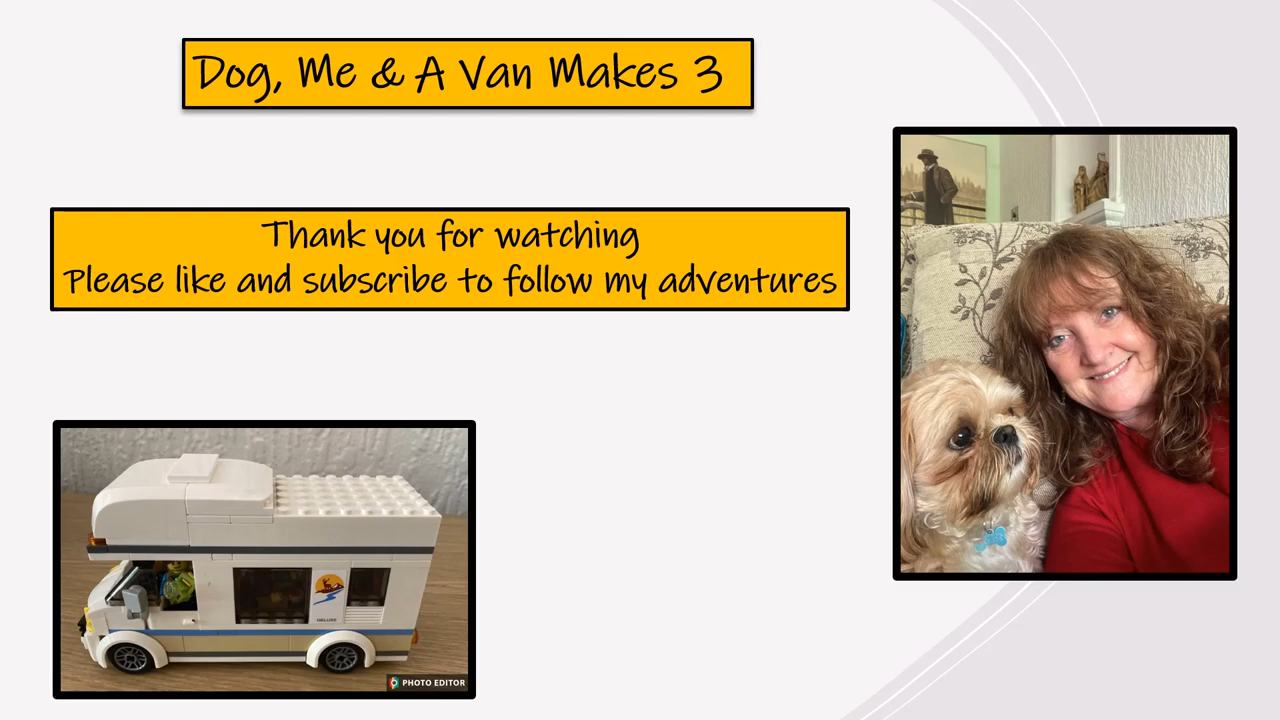 Dog, Me & A Van Makes 3
Thank you for watching
Please like and subscribe to follow my adventures
DELUXE
PHOTO EDITOR